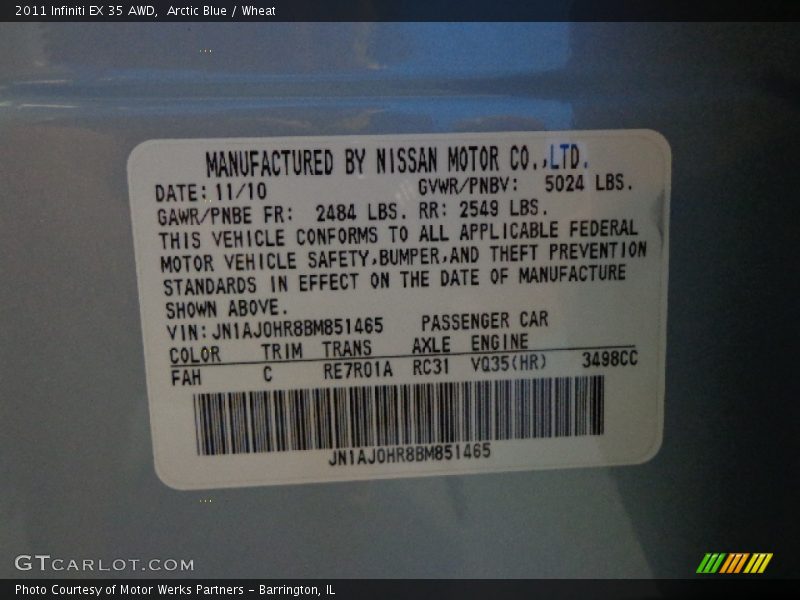 2011 Infiniti EX 35 AWD,  Arctic Blue / Wheat
MANUFACTURED BY NISSAN MOTOR CO.,LTD.
DATE: 11/10 GVWR/PNBV: 5024 LBS.
GAWR/PNBE FR: 2484 LBS. RR: 2549 LBS.
THIS VEHICLE CONFORMS TO ALL APPLICABLE FEDERAL
MOTOR VEHICLE SAFETY,BUMPER,AND THEFT PREVENTION
STANDARDS IN EFFECT ON THE DATE OF MANUFACTURE
SHOWN ABOVE.
VIN: JN1AJ0HR8BM851465 PASSENGER CAR
COLOR TRIM TRANS AXLE ENGINE
FAH C RE7R01A RC31 VQ35(HR) 3498CC
JN1AJ0HR8BM851465
GTCARLOT.COM
Photo Courtesy of Motor Werks Partners - Barrington, IL